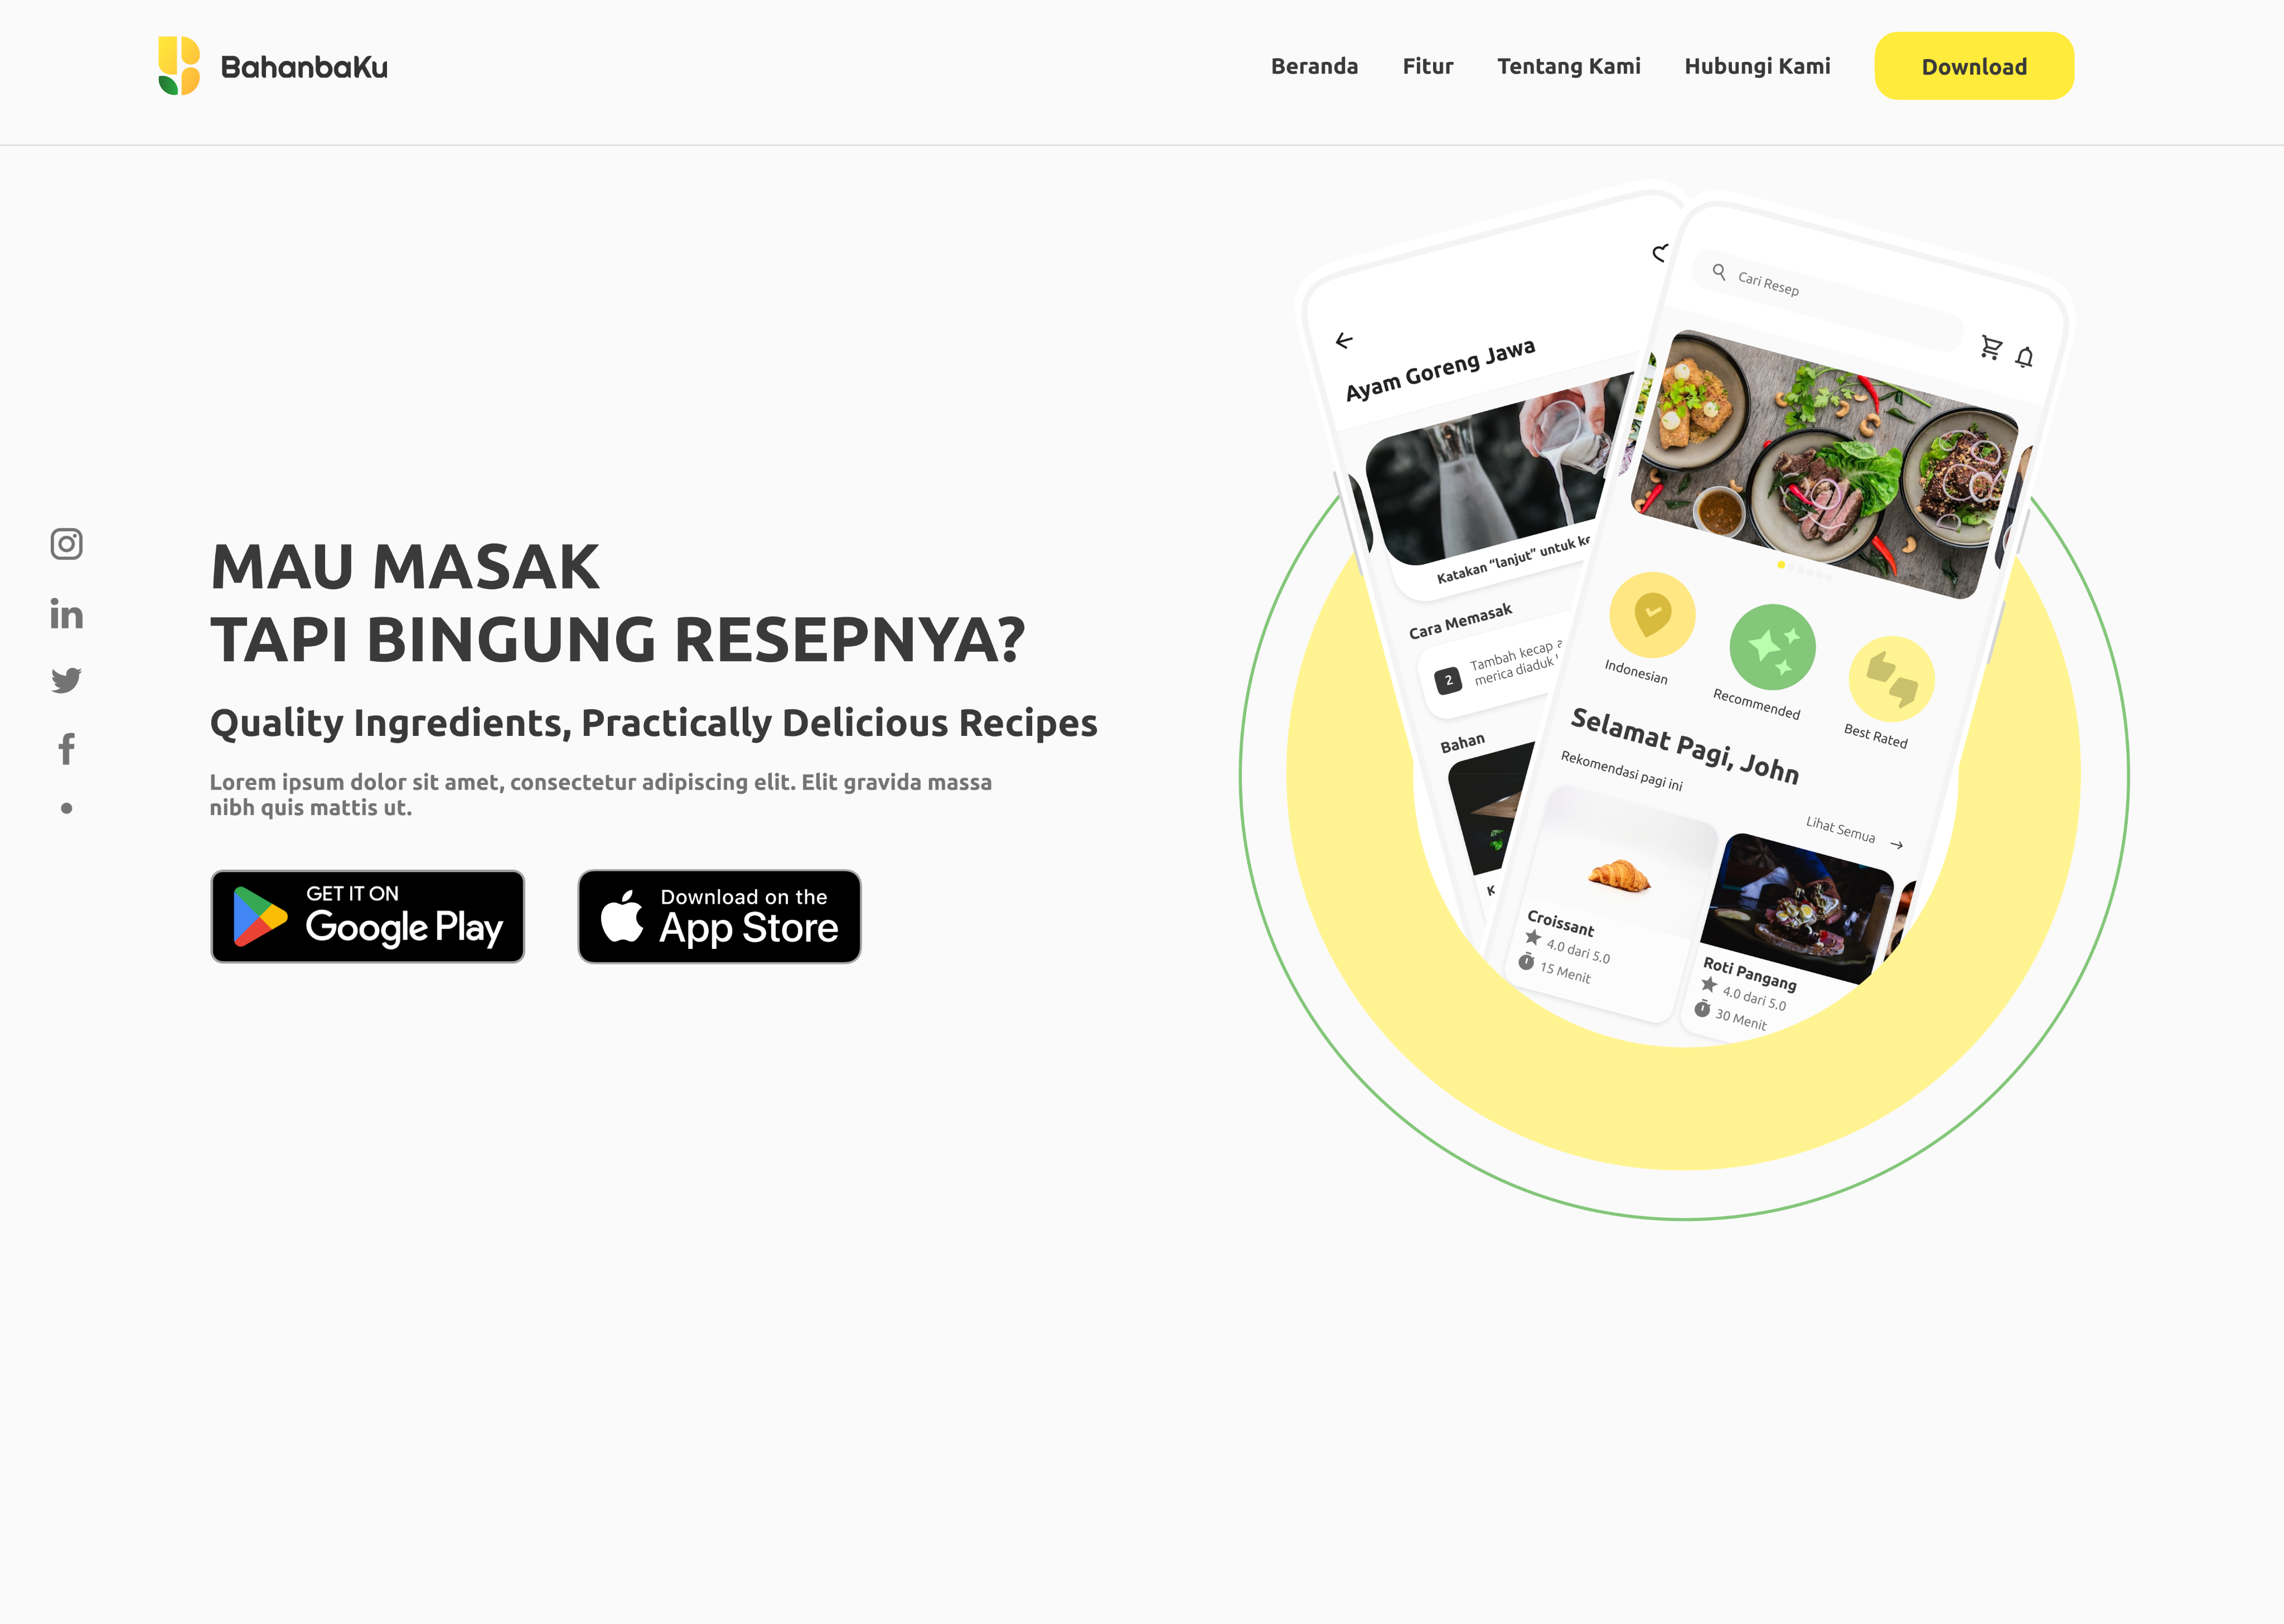 BahanbaKu
Beranda
Fitur
Tentang Kami
Hubungi Kami
Download
MAU MASAK
TAPI BINGUNG RESEPNYA?
Quality Ingredients, Practically Delicious Recipes
Lorem ipsum dolor sit amet, consectetur adipiscing elit. Elit gravida massa
nibh quis mattis ut.
GET IT ON
Google Play
Download on the
App Store
Ayam Goreng Jawa
Katakan “lanjut” untuk ke
Cara Memasak
2
Tambah kecap a
merica diaduk
Bahan
K
Cari Resep
Indonesian
Recommended
Best Rated
Selamat Pagi, John
Rekomendasi pagi ini
Lihat Semua
Croissant
4.0 dari 5.0
15 Menit
Roti Pangang
4.0 dari 5.0
30 Menit